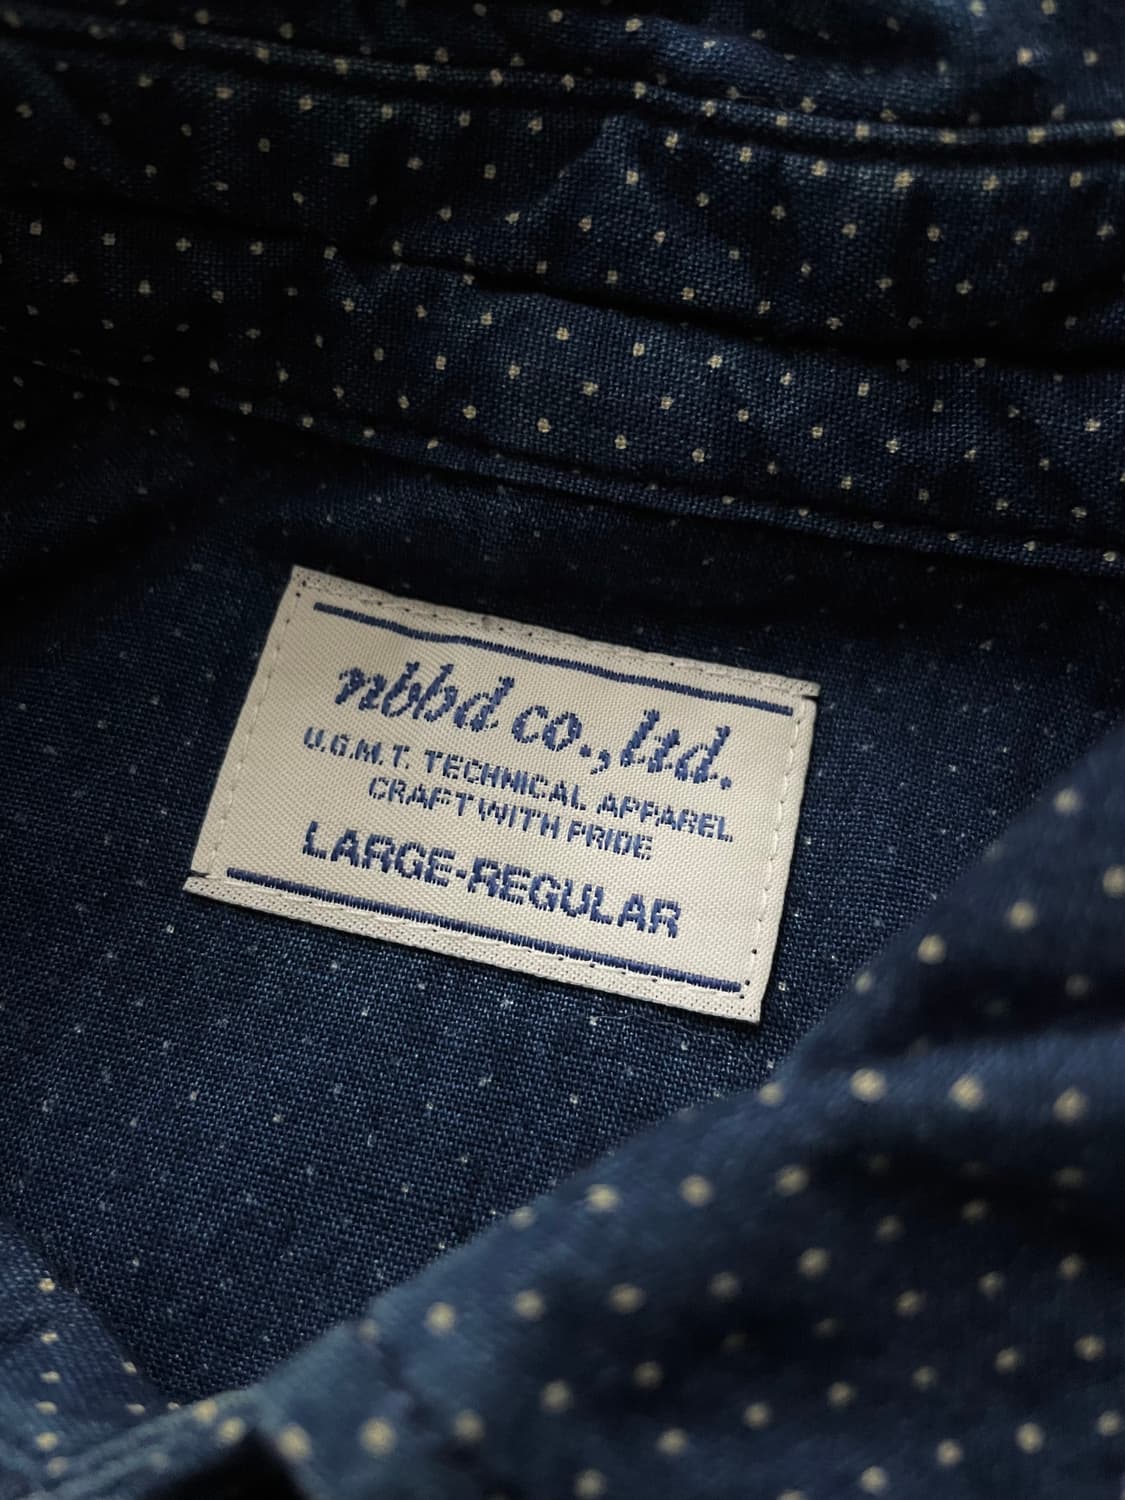 nbbd co., ltd.
U.G.M.T. TECHNICAL APPAREL
CRAFT WITH PRIDE
LARGE-REGULAR